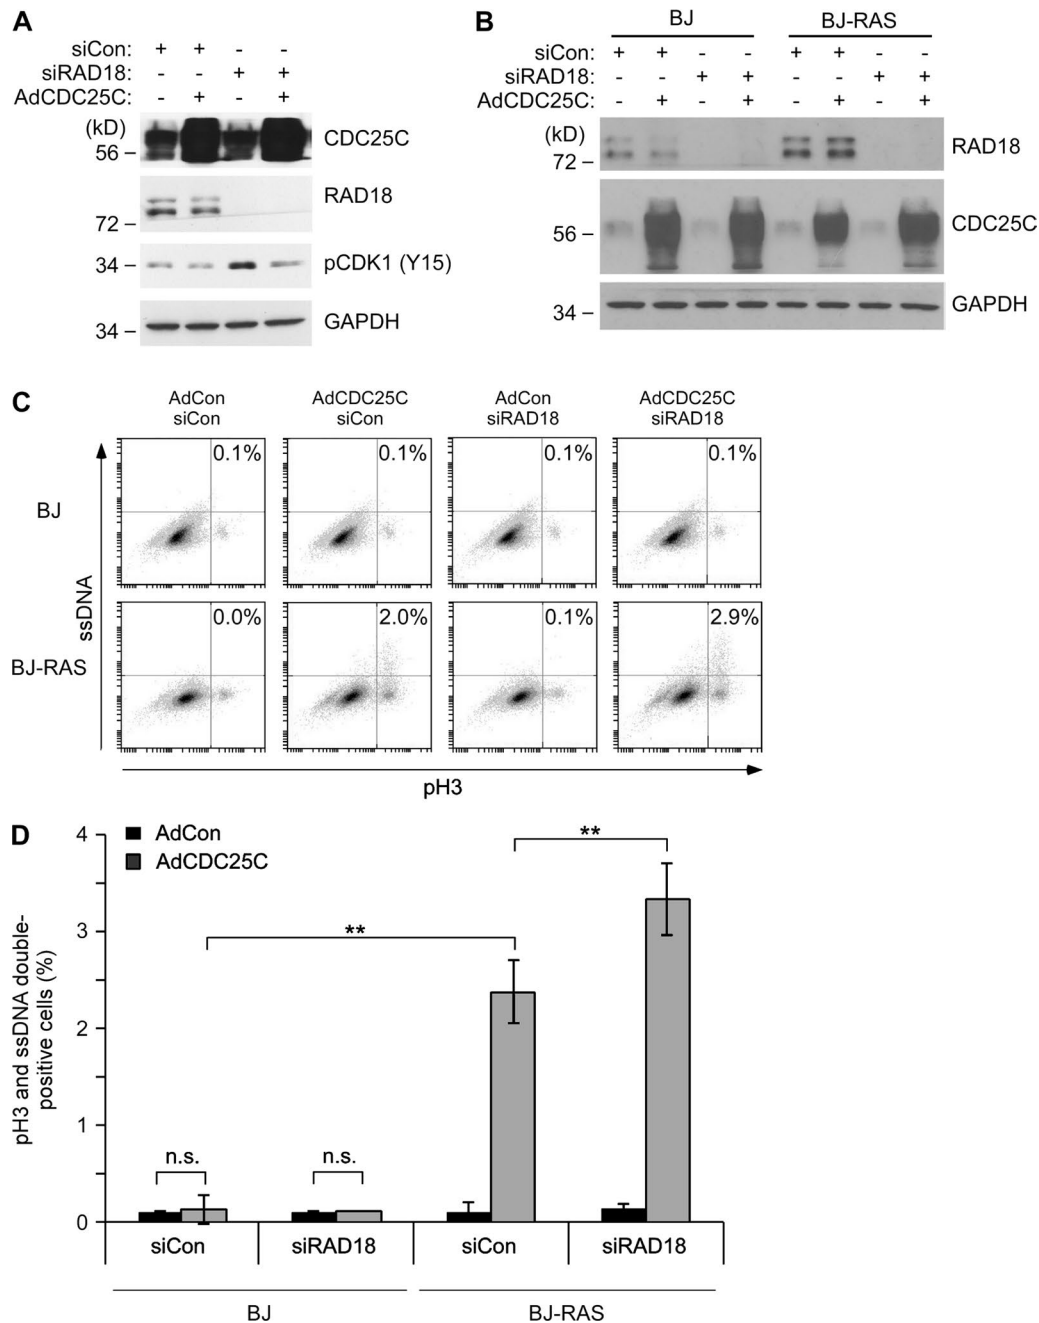 A
siCon: + + - -
siRAD18: - - + +
AdCDC25C: - + - +
(kD)
56 –
CDC25C
RAD18
72 –
34 –
pCDK1 (Y15)
34 –
GAPDH
B
BJ
BJ-RAS
siCon: + + - - + + - -
siRAD18: - - + + - - + +
AdCDC25C: - + - + - + - +
(kD)
72 –
RAD18
56 –
CDC25C
34 –
GAPDH
C
AdCon
siCon
AdCDC25C
siCon
AdCon
siRAD18
AdCDC25C
siRAD18
BJ
0.1%
0.1%
0.1%
0.1%
ssDNA
BJ-RAS
0.0%
2.0%
0.1%
2.9%
pH3
D
AdCon
AdCDC25C
pH3 and ssDNA double-
positive cells (%)
4
3
2
1
0
n.s.
n.s.
**
**
siCon
siRAD18
siCon
siRAD18
BJ
BJ-RAS